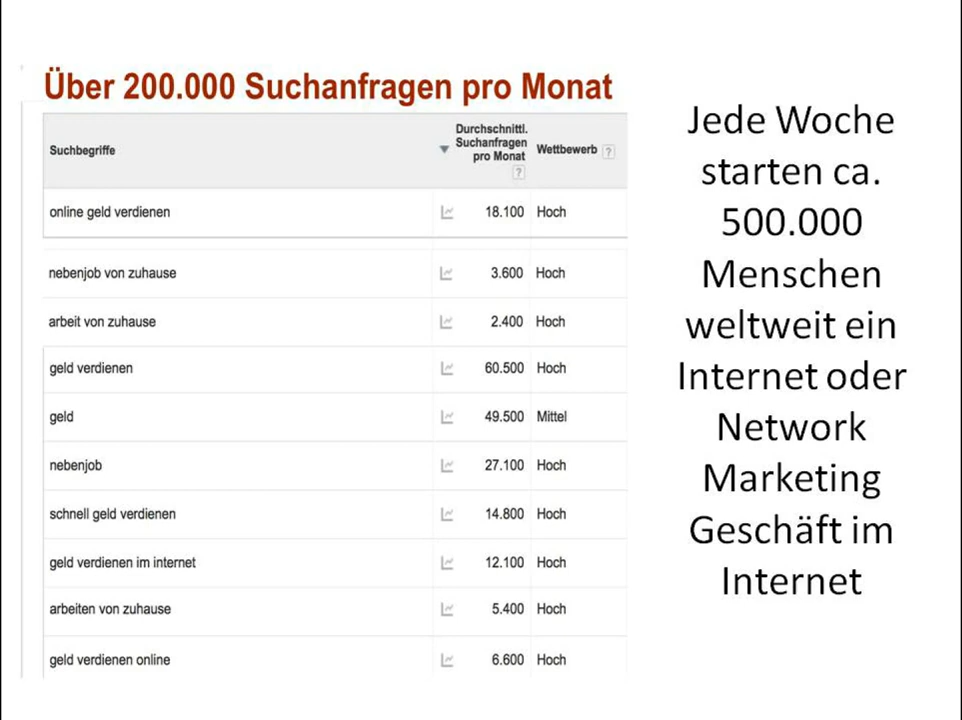 Über 200.000 Suchanfragen pro Monat
Suchbegriffe
Durchschnittl.
Suchanfragen
pro Monat
?
Wettbewerb ?
online geld verdienen 18.100 Hoch
nebenjob von zuhause 3.600 Hoch
arbeit von zuhause 2.400 Hoch
geld verdienen 60.500 Hoch
geld 49.500 Mittel
nebenjob 27.100 Hoch
schnell geld verdienen 14.800 Hoch
geld verdienen im internet 12.100 Hoch
arbeiten von zuhause 5.400 Hoch
geld verdienen online 6.600 Hoch
Jede Woche
starten ca.
500.000
Menschen
weltweit ein
Internet oder
Network
Marketing
Geschäft im
Internet